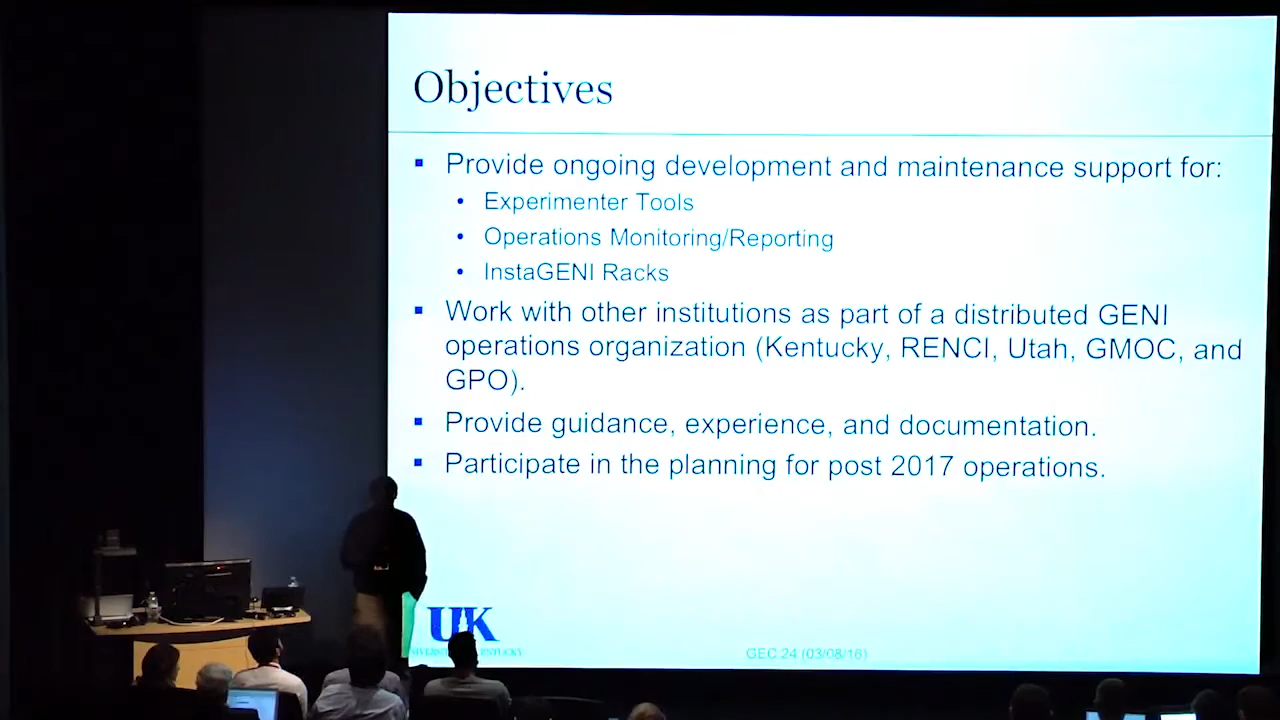 Objectives
Provide ongoing development and maintenance support for:
Experimenter Tools
Operations Monitoring/Reporting
InstaGENI Racks
Work with other institutions as part of a distributed GENI
operations organization (Kentucky, RENCI, Utah, GMOC, and
GPO).
Provide guidance, experience, and documentation.
Participate in the planning for post 2017 operations.
UK
GEC 24 (03/08/16)